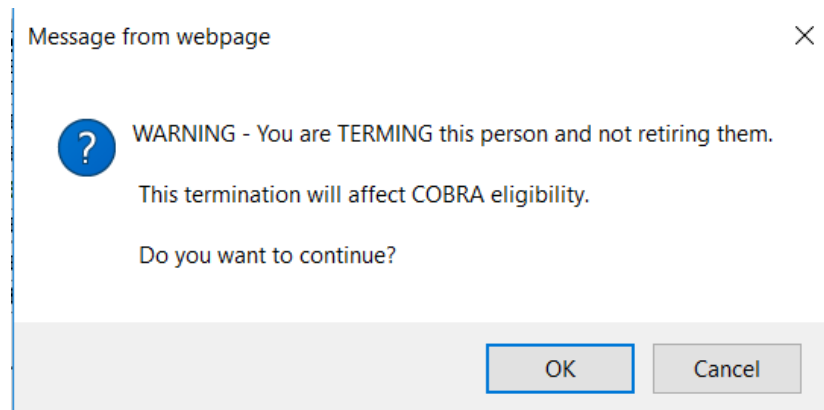 Message from webpage
WARNING - You are TERMING this person and not retiring them.
This termination will affect COBRA eligibility.
Do you want to continue?
OK Cancel